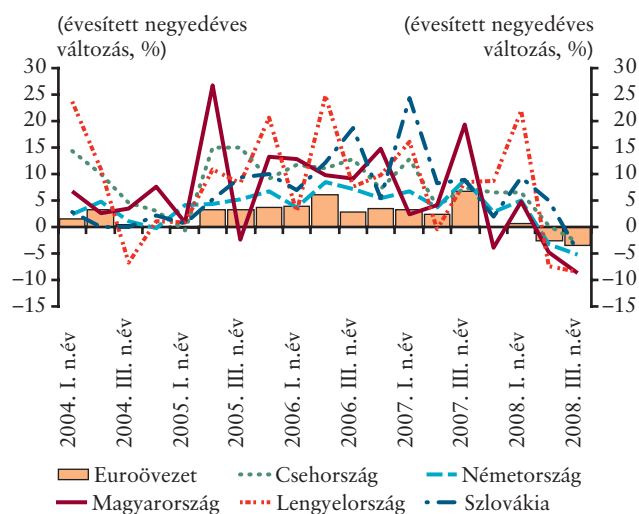 (évesített negyedéves
változás, %)
(évesített negyedéves
változás, %)
30
25
20
15
10
5
0
−5
−10
−15
30
25
20
15
10
5
0
−5
−10
−15
2004. I. n.év
2004. III. n.év
2005. I. n.év
2005. III. n.év
2006. I. n.év
2006. III. n.év
2007. I. n.év
2007. III. n.év
2008. I. n.év
2008. III. n.év
Euroövezet Csehország Németország
Magyarország Lengyelország Szlovákia